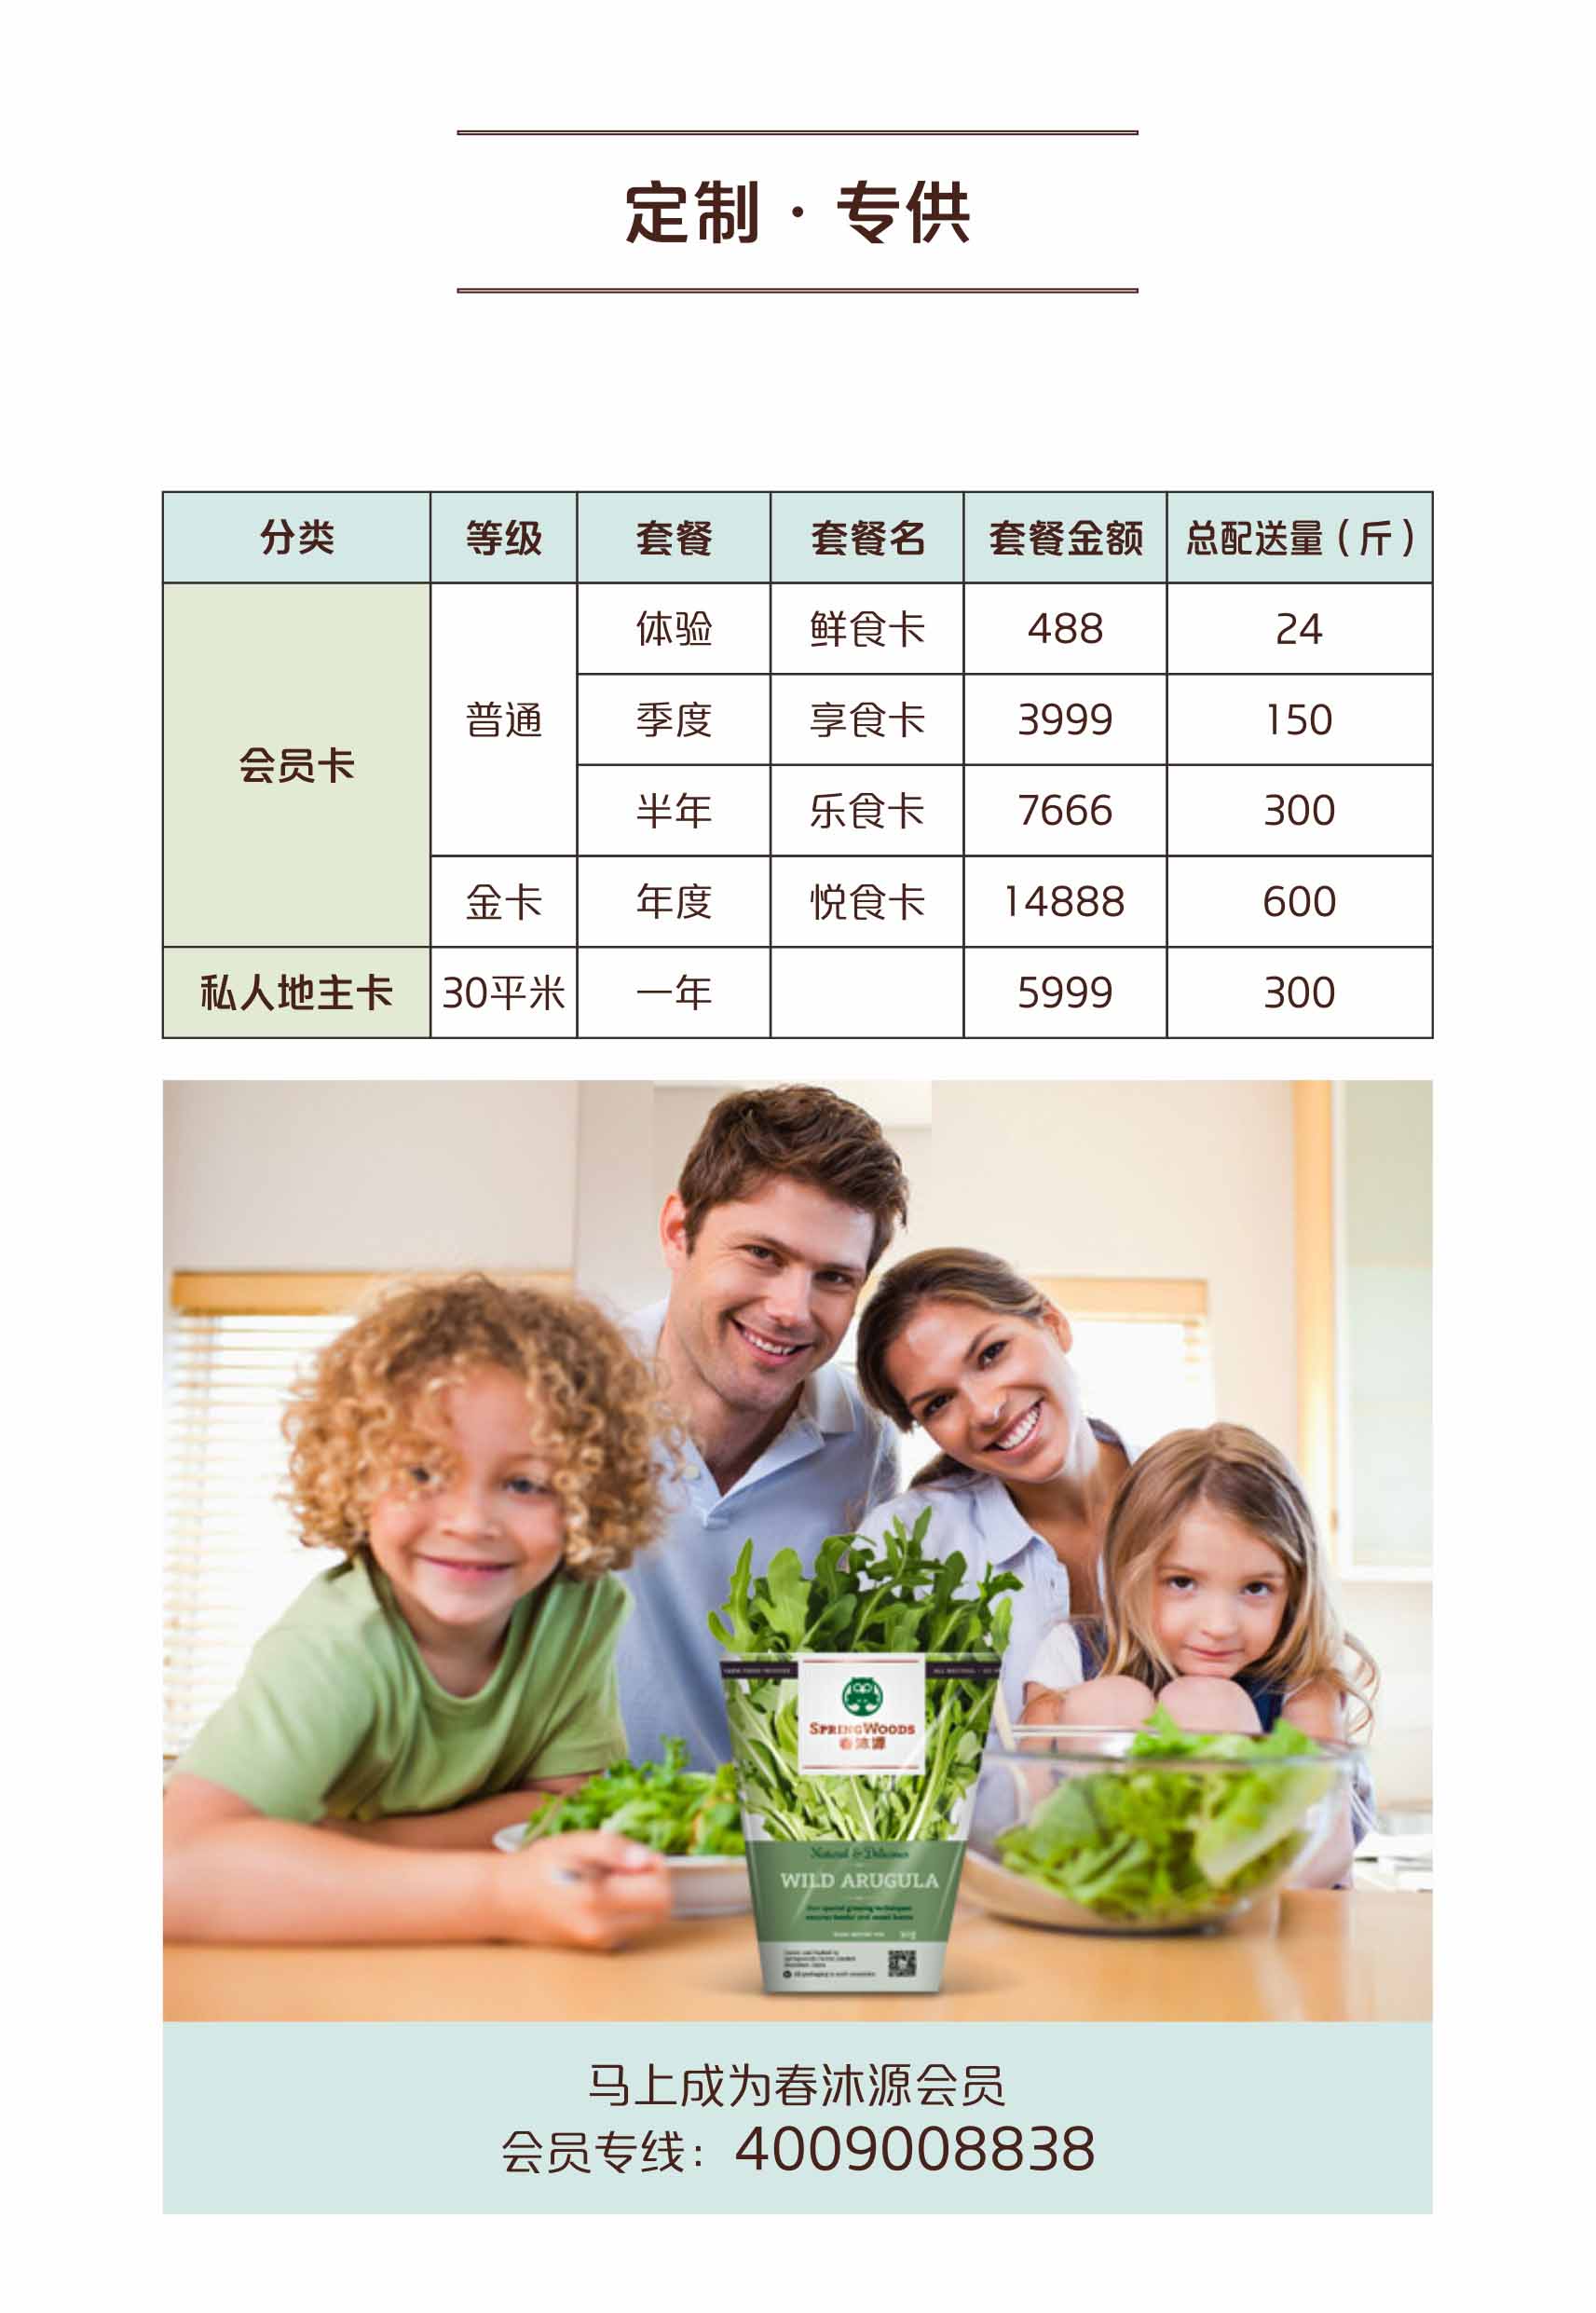 定制·专供
分类 等级 套餐 套餐名 套餐金额 总配送量（斤）
会员卡 普通 体验 鲜食卡 488 24
季度 享食卡 3999 150
半年 乐食卡 7666 300
金卡 年度 悦食卡 14888 600
私人地主卡 30平米 一年 5999 300
SPRINGWOODS
春沐源
Natural & Delicious
WILD ARUGULA
马上成为春沐源会员
会员专线：4009008838